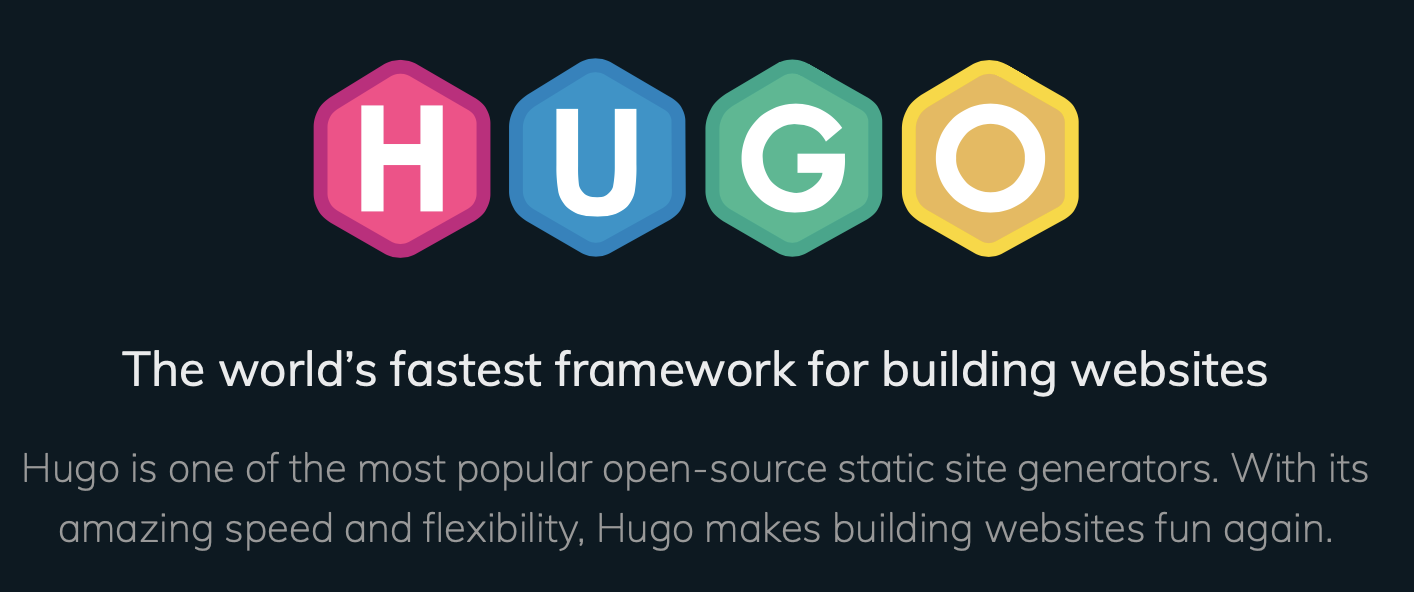 HUGO
The world’s fastest framework for building websites
Hugo is one of the most popular open-source static site generators. With its
amazing speed and flexibility, Hugo makes building websites fun again.